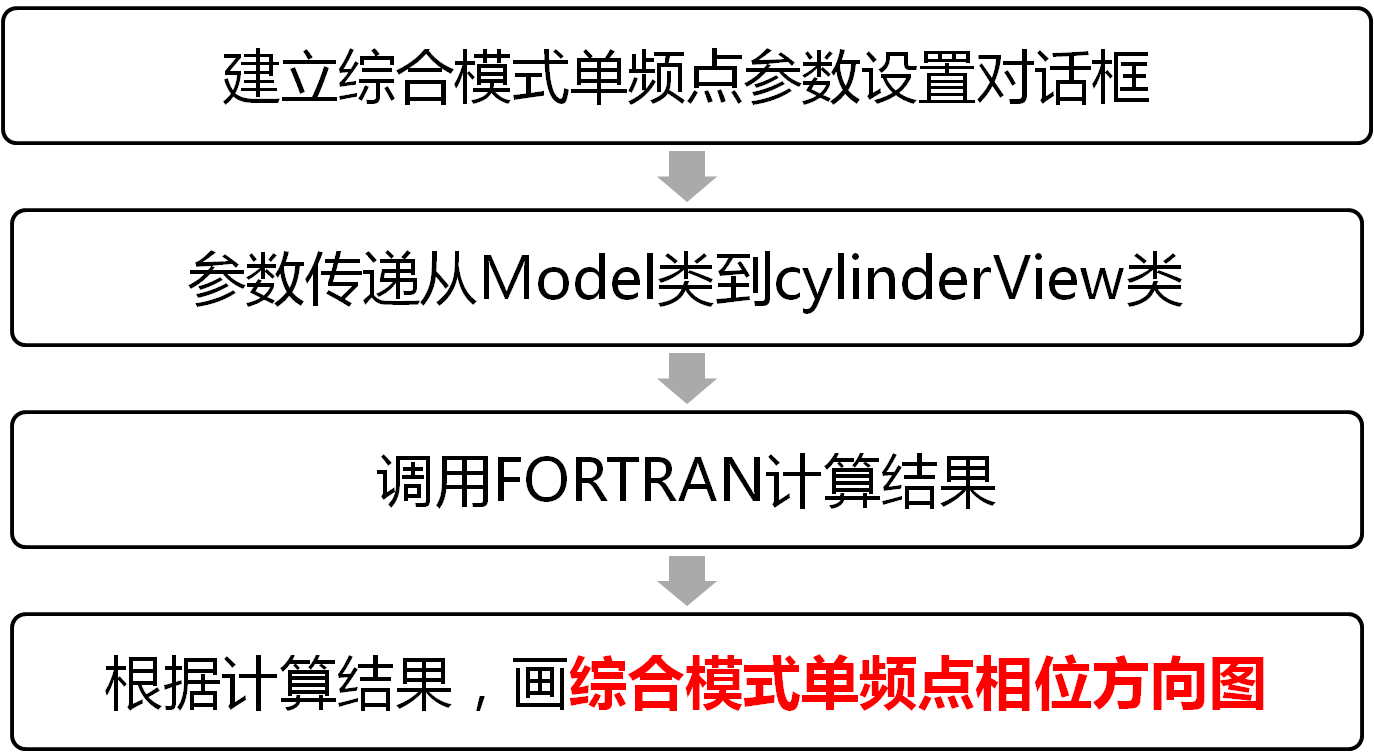 建立综合模式单频点参数设置对话框
参数传递从Model类到cylinderView类
调用FORTRAN计算结果
根据计算结果，画综合模式单频点相位方向图